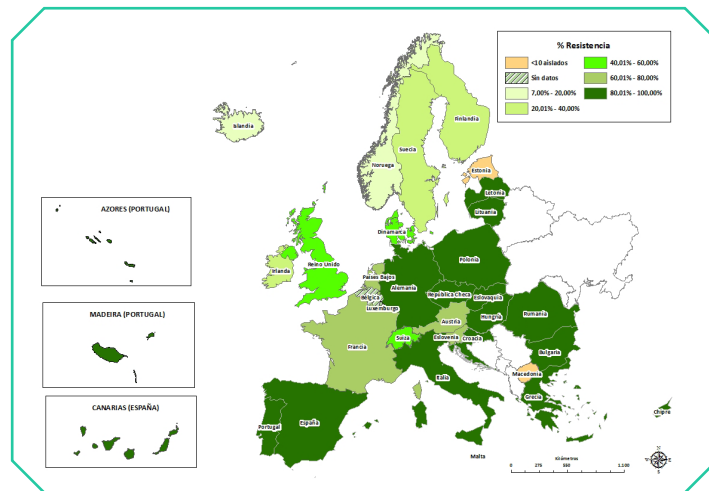 % Resistencia
<10 aislados
40,01% - 60,00%
Sin datos
60,01% - 80,00%
7,00% - 20,00%
80,01% - 100,00%
20,01% - 40,00%
Islandia
Finlandia
Suecia
Noruega
Estonia
Letonia
Lituania
AZORES (PORTUGAL)
Dinamarca
Reino Unido
Irlanda
Polonia
Países Bajos
Alemania
Bélgica
República Checa
Luxemburgo
Eslovaquia
MADEIRA (PORTUGAL)
Hungría
Rumanía
Austria
Suiza
Eslovenia
Croacia
Francia
Bulgaria
Macedonia
Italia
Grecia
CANARIAS (ESPAÑA)
Chipre
Portugal
España
Malta
Kilómetros
0
275
550
1.100